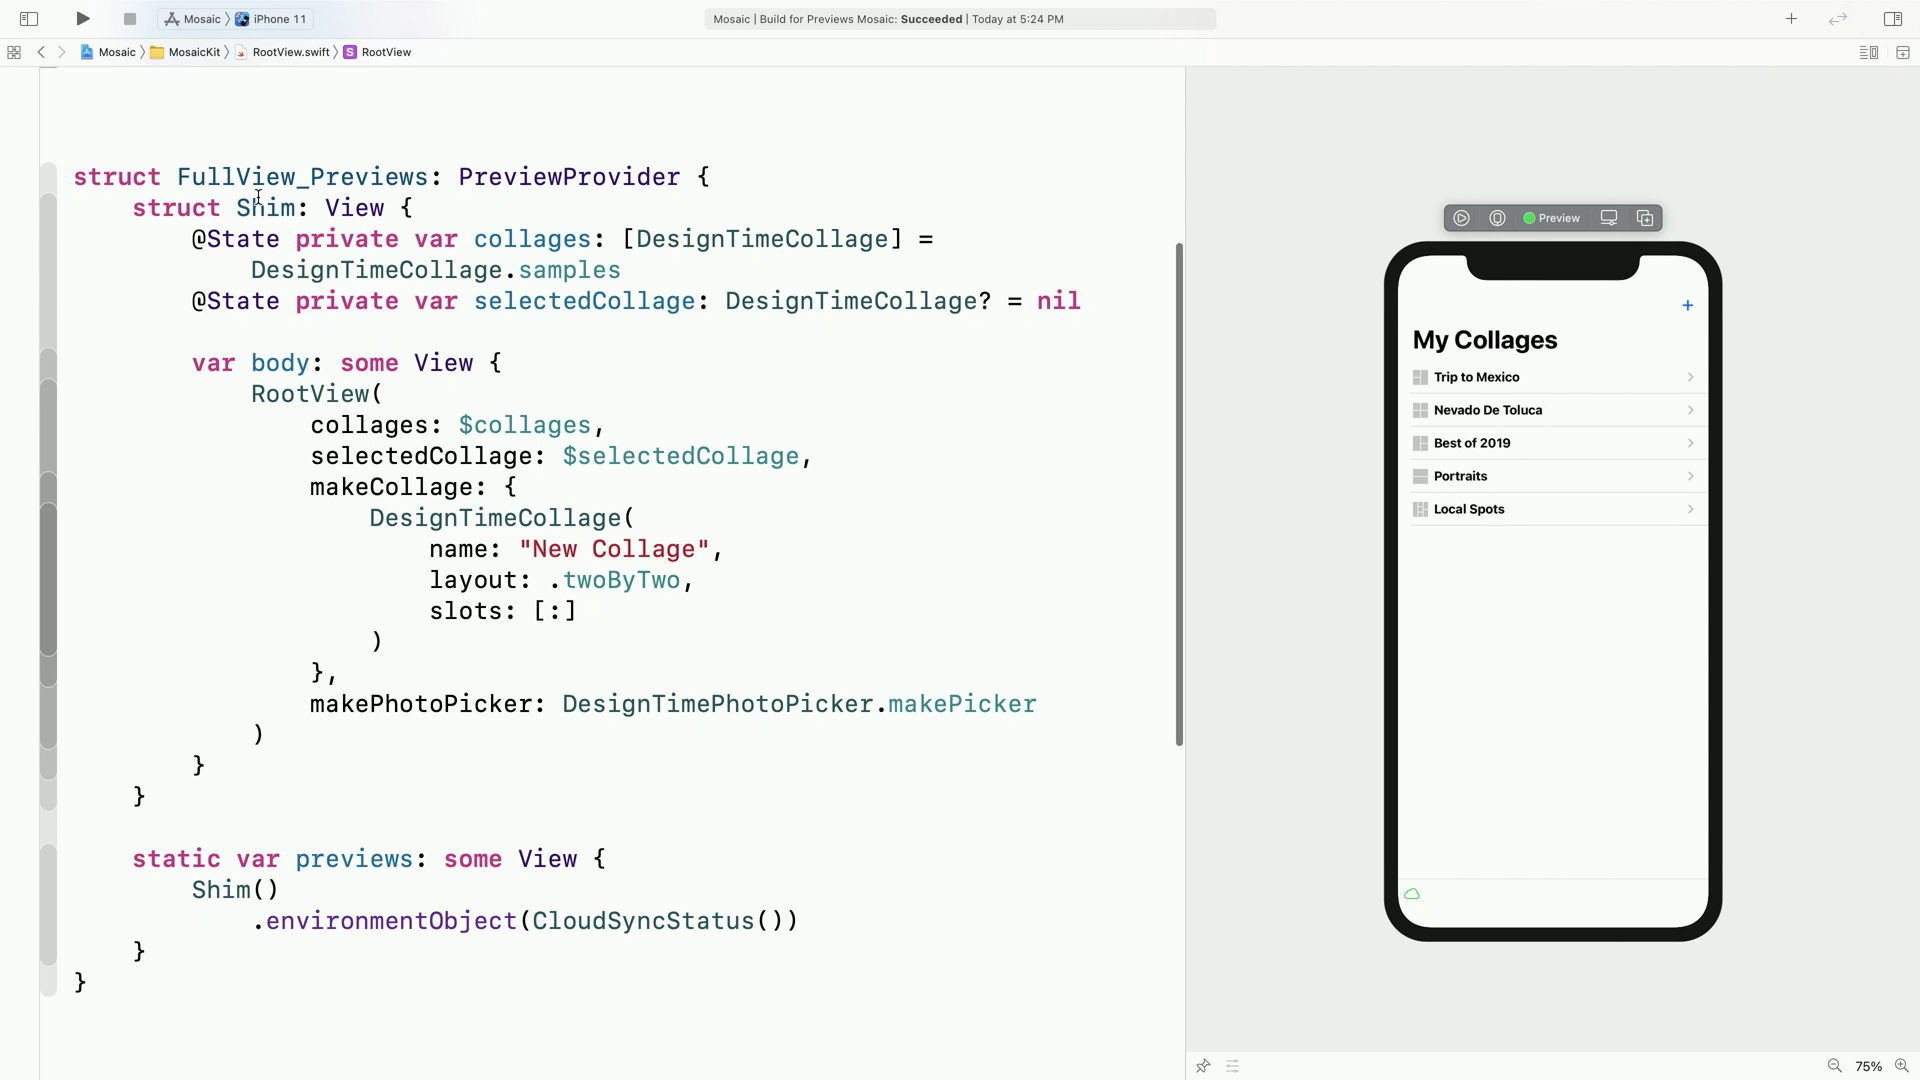 Mosaic 〉 iPhone 11
Mosaic | Build for Previews Mosaic: Succeeded | Today at 5:24 PM
Mosaic 〉 MosaicKit 〉 RootView.swift 〉 S RootView
struct FullView_Previews: PreviewProvider {
struct Shim: View {
@State private var collages: [DesignTimeCollage] =
DesignTimeCollage.samples
@State private var selectedCollage: DesignTimeCollage? = nil
var body: some View {
RootView(
collages: $collages,
selectedCollage: $selectedCollage,
makeCollage: {
DesignTimeCollage(
name: "New Collage",
layout: .twoByTwo,
slots: [:]
)
},
makePhotoPicker: DesignTimePhotoPicker.makePicker
)
}
}
static var previews: some View {
Shim()
.environmentObject(CloudSyncStatus())
}
}
Preview
+
My Collages
Trip to Mexico
Nevado De Toluca
Best of 2019
Portraits
Local Spots
75%